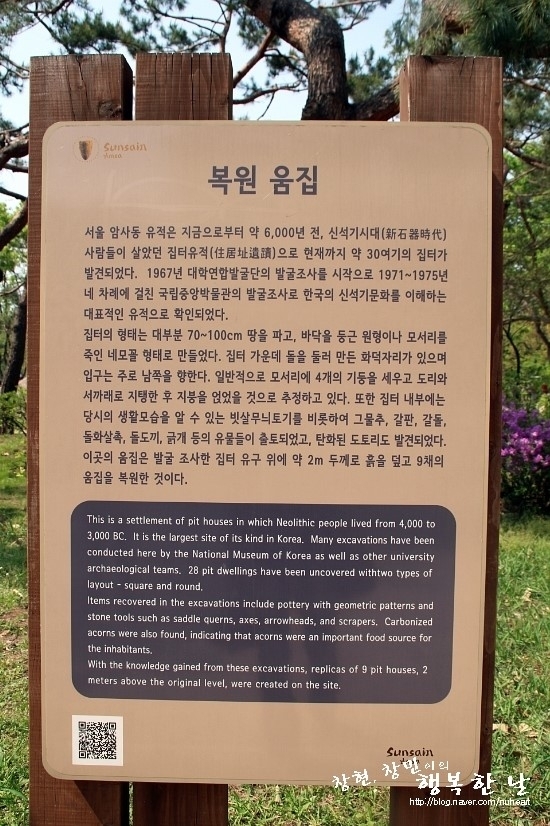 Sunsain
복원 움집
서울 암사동 유적은 지금으로부터 약 6,000년 전, 신석기시대(新石器時代)
사람들이 살았던 집터유적(住居址遺蹟)으로 현재까지 약 30여기의 집터가
발견되었다. 1967년 대학연합발굴단의 발굴조사를 시작으로 1971~1975년
네 차례에 걸친 국립중앙박물관의 발굴조사로 한국의 신석기문화를 이해하는
대표적인 유적으로 확인되었다.
집터의 형태는 대부분 70~100cm 땅을 파고, 바닥을 둥근 원형이나 모서리를
죽인 네모꼴 형태로 만들었다. 집터 가운데 돌을 둘러 만든 화덕자리가 있으며
입구는 주로 남쪽을 향한다. 일반적으로 모서리에 4개의 기둥을 세우고 도리와
서까래로 지탱한 후 지붕을 얹었을 것으로 추정하고 있다. 또한 집터 내부에는
당시의 생활모습을 알 수 있는 빗살무늬토기를 비롯하여 그물추, 갈판, 갈돌,
돌화살촉, 돌도끼, 긁개 등의 유물들이 출토되었고, 탄화된 도토리도 발견되었다.
이곳의 움집은 발굴 조사한 집터 유구 위에 약 2m 두께로 흙을 덮고 9채의
움집을 복원한 것이다.
This is a settlement of pit houses in which Neolithic people lived from 4,000 to
3,000 BC. It is the largest site of its kind in Korea. Many excavations have been
conducted here by the National Museum of Korea as well as other university
archaeological teams. 28 pit dwellings have been uncovered withtwo types of
layout - square and round.
Items recovered in the excavations include pottery with geometric patterns and
stone tools such as saddle querns, axes, arrowheads, and scrapers. Carbonized
acorns were also found, indicating that acorns were an important food source for
the inhabitants.
With the knowledge gained from these excavations, replicas of 9 pit houses, 2
meters above the original level, were created on the site.
Sunsain
창현, 창민이의 행복한 날
http://blog.naver.com/nuheart